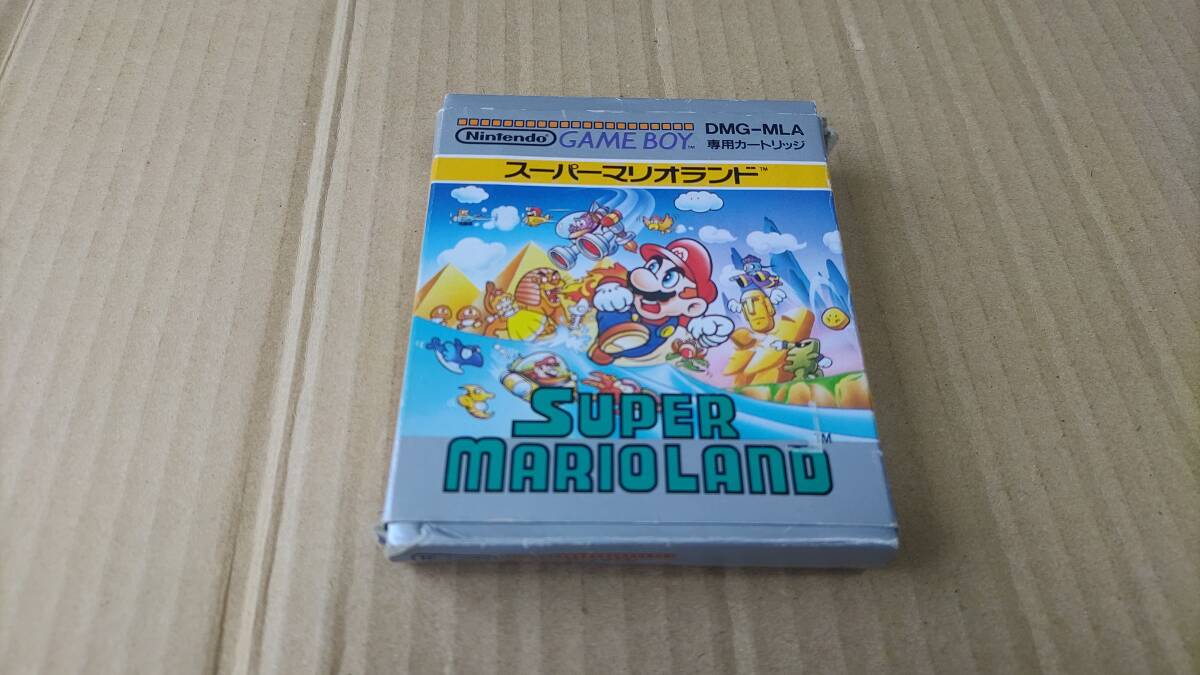 Nintendo GAME BOY™ DMG-MLA
専用カートリッジ
スーパーマリオランド™
SUPER
MARIOLAND™